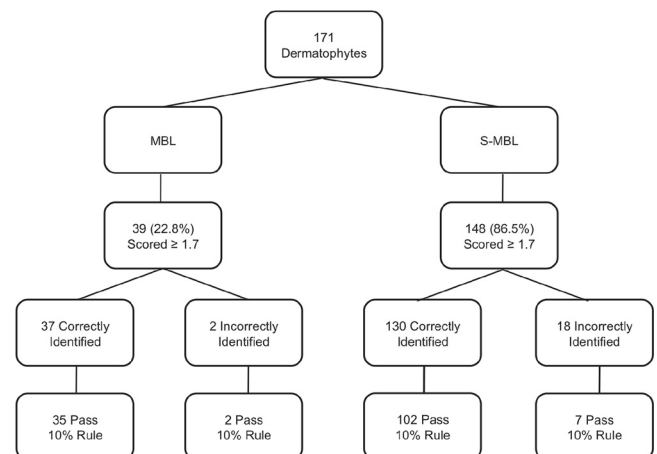 171
Dermatophytes
MBL
S-MBL
39 (22.8%)
Scored ≥ 1.7
148 (86.5%)
Scored ≥ 1.7
37 Correctly
Identified
2 Incorrectly
Identified
130 Correctly
Identified
18 Incorrectly
Identified
35 Pass
10% Rule
2 Pass
10% Rule
102 Pass
10% Rule
7 Pass
10% Rule